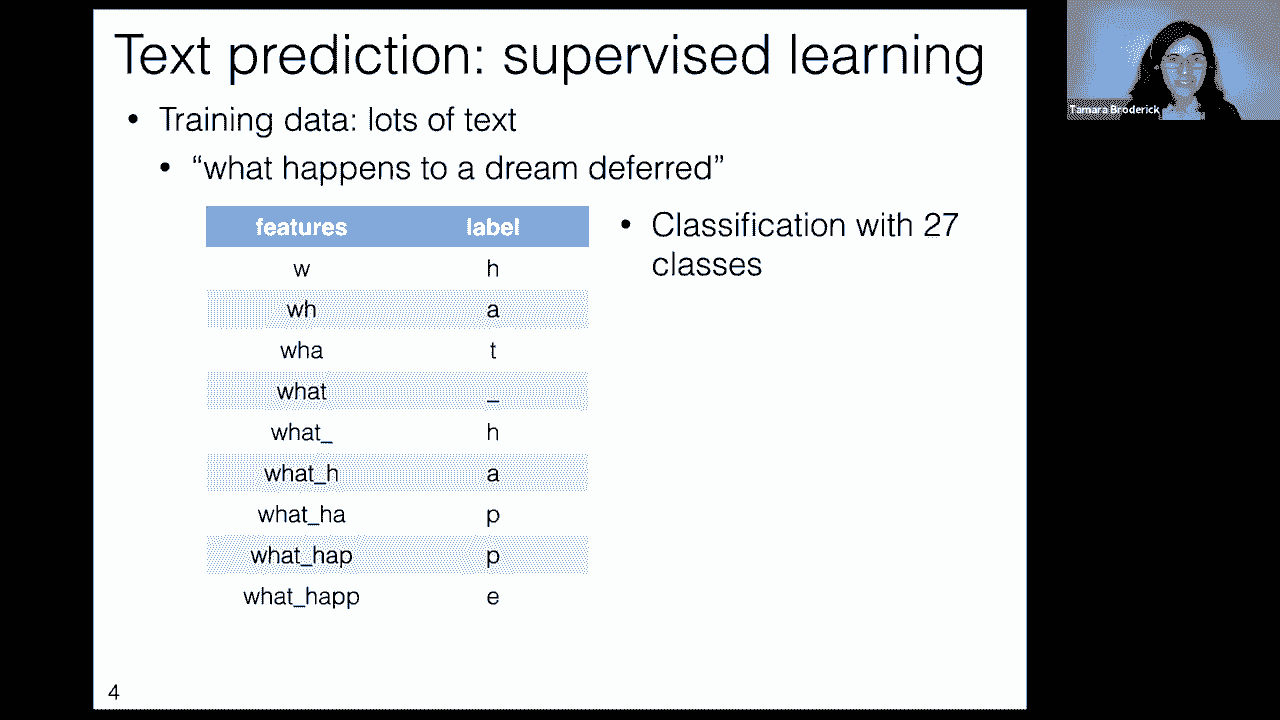 Text prediction: supervised learning
• Training data: lots of text
• “what happens to a dream deferred”
features label
w h
wh a
wha t
what _
what_ h
what_h a
what_ha p
what_hap p
what_happ e
• Classification with 27
classes
4
Tamara Broderick